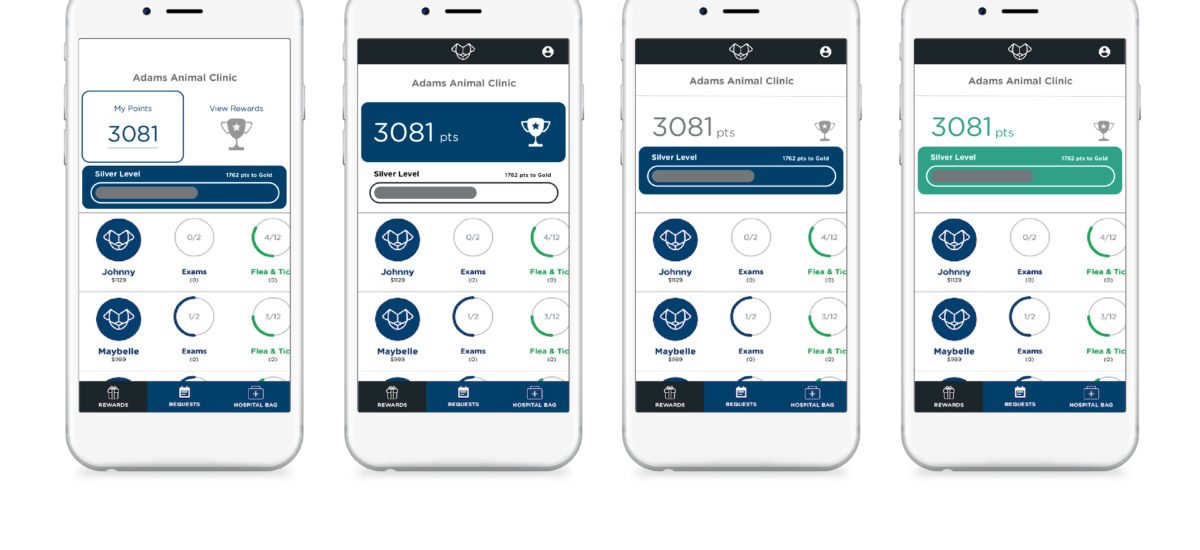 Adams Animal Clinic
My Points
View Rewards
3081
Silver Level
1762 pts to Gold
0/2
4/12
Johnny
Exams
Flea & Tic
$1129
(0)
(0)
1/2
3/12
Maybelle
Exams
Flea & Tic
$999
(0)
(0)
REWARDS
REQUESTS
HOSPITAL BAG
Adams Animal Clinic
3081 pts
Silver Level
1762 pts to Gold
0/2
4/12
Johnny
Exams
Flea & Tic
$1129
(0)
(0)
1/2
3/12
Maybelle
Exams
Flea & Tic
$999
(0)
(0)
REWARDS
REQUESTS
HOSPITAL BAG
Adams Animal Clinic
3081 pts
Silver Level
1762 pts to Gold
0/2
4/12
Johnny
Exams
Flea & Tic
$1129
(0)
(0)
1/2
3/12
Maybelle
Exams
Flea & Tic
$999
(0)
(0)
REWARDS
REQUESTS
HOSPITAL BAG
Adams Animal Clinic
3081 pts
Silver Level
1762 pts to Gold
0/2
4/12
Johnny
Exams
Flea & Tic
$1129
(0)
(0)
1/2
3/12
Maybelle
Exams
Flea & Tic
$999
(0)
(0)
REWARDS
REQUESTS
HOSPITAL BAG